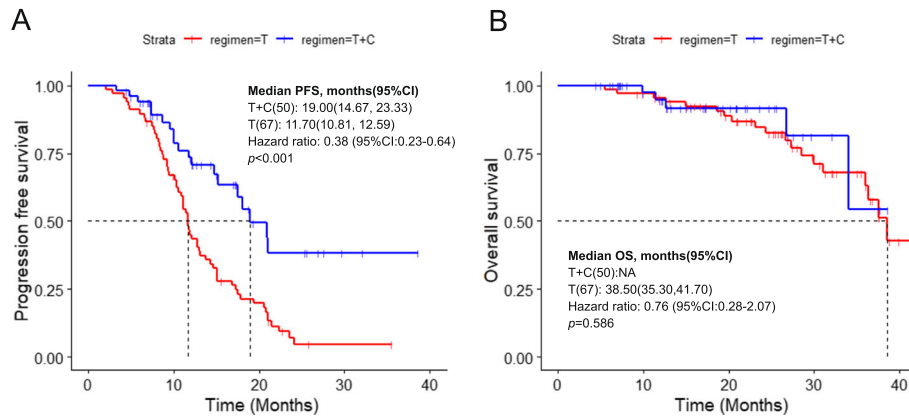 A
Strata regimen=T regimen=T+C
Progression free survival
1.00
0.75
0.50
0.25
0.00
Median PFS, months(95%CI)
T+C(50): 19.00(14.67, 23.33)
T(67): 11.70(10.81, 12.59)
Hazard ratio: 0.38 (95%CI:0.23-0.64)
p<0.001
0 10 20 30 40
Time (Months)
B
Strata regimen=T regimen=T+C
Overall survival
1.00
0.75
0.50
0.25
0.00
Median OS, months(95%CI)
T+C(50):NA
T(67): 38.50(35.30,41.70)
Hazard ratio: 0.76 (95%CI:0.28-2.07)
p=0.586
0 10 20 30 40
Time (Months)